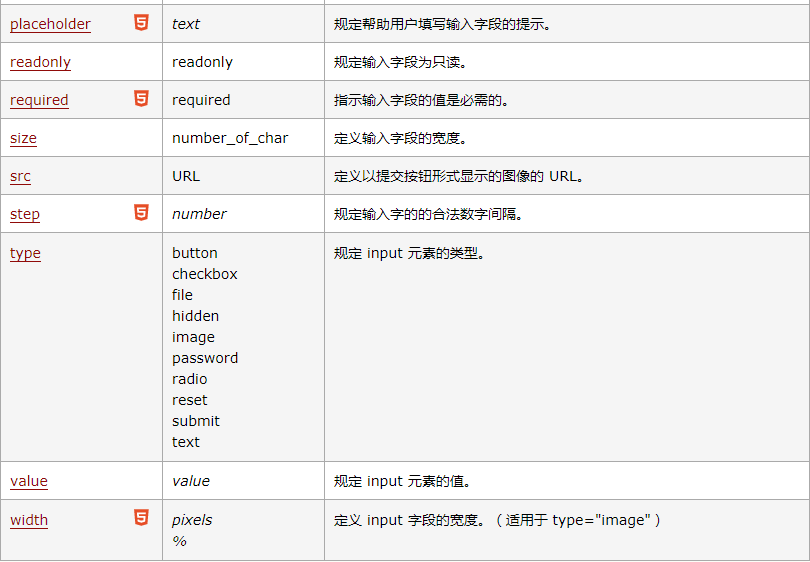 placeholder 5 text 规定帮助用户填写输入字段的提示。
readonly readonly 规定输入字段为只读。
required 5 required 指示输入字段的值是必需的。
size number_of_char 定义输入字段的宽度。
src URL 定义以提交按钮形式显示的图像的 URL。
step 5 number 规定输入字的的合法数字间隔。
type button 规定 input 元素的类型。
checkbox
file
hidden
image
password
radio
reset
submit
text
value value 规定 input 元素的值。
width 5 pixels 定义 input 字段的宽度。（适用于 type="image"）
%